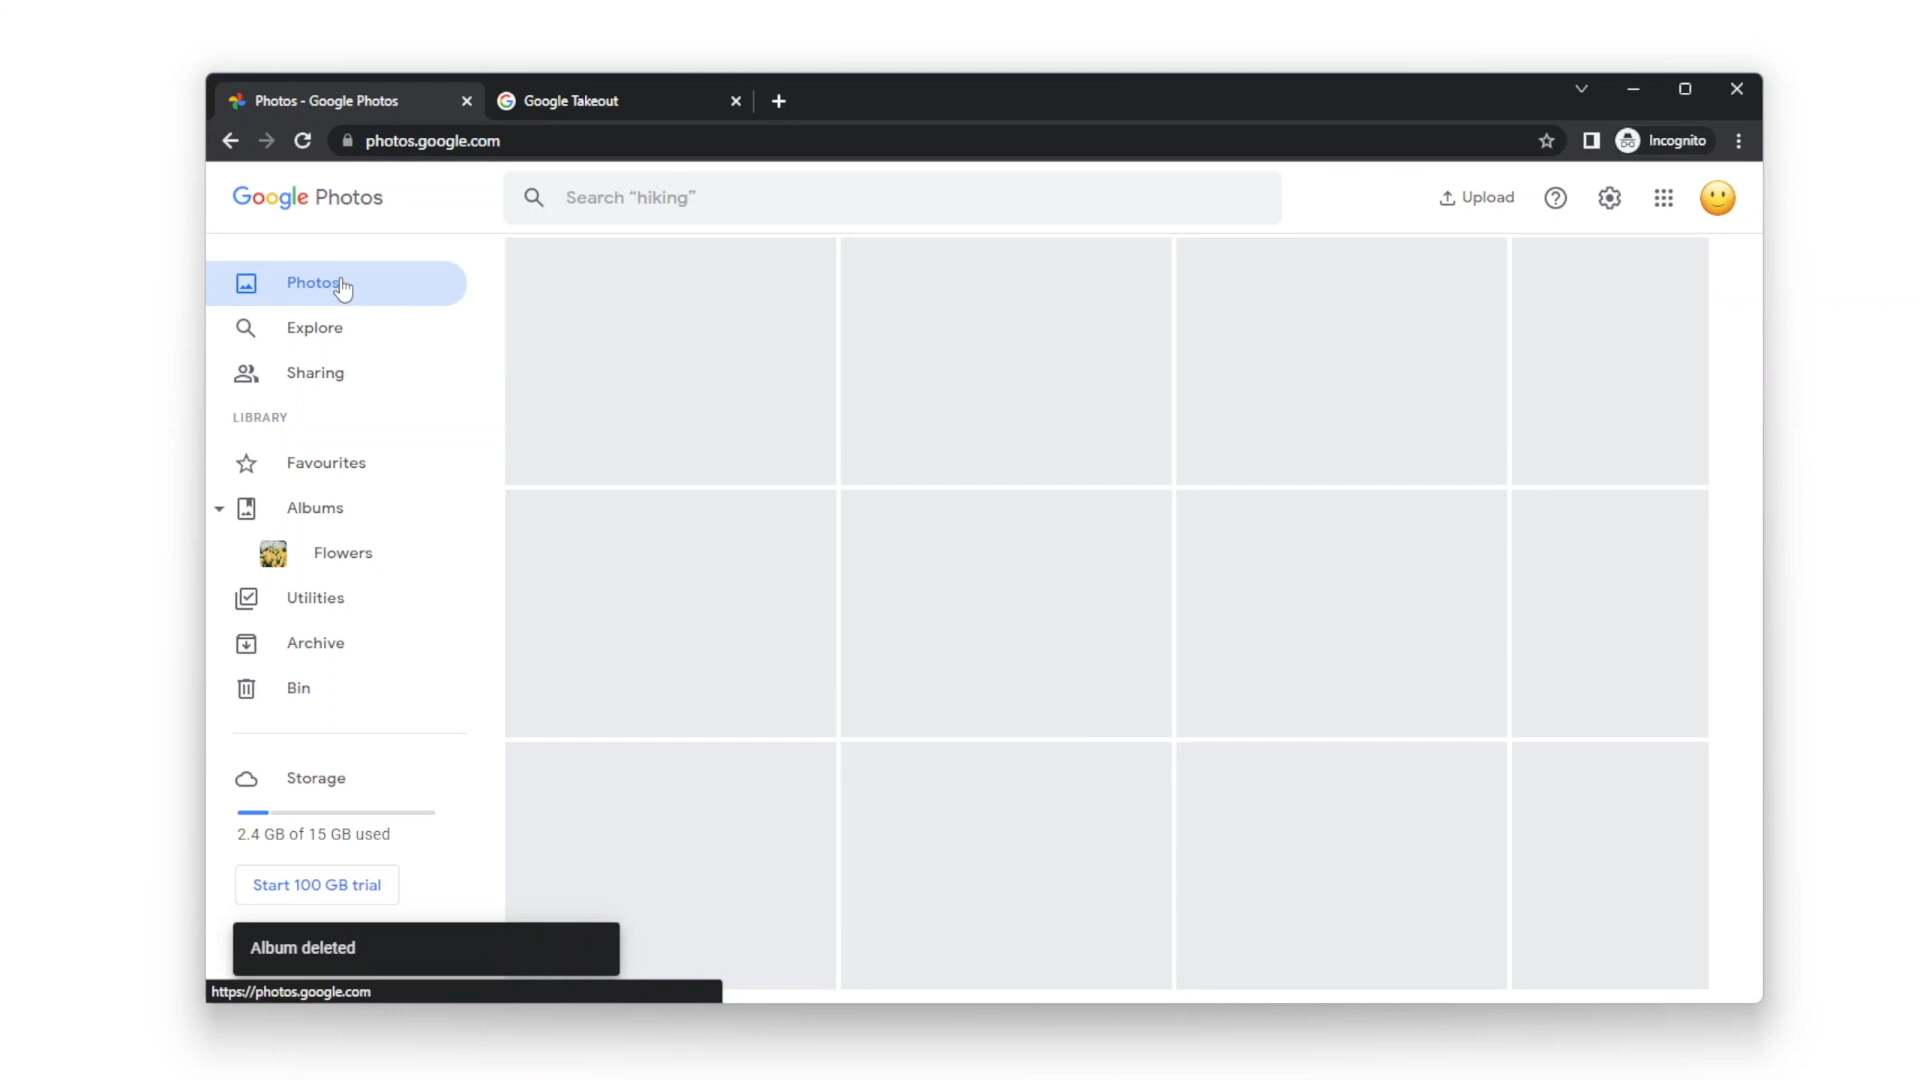 Photos - Google Photos
Google Takeout
photos.google.com
Incognito
Google Photos
Search “hiking”
Upload
Photos
Explore
Sharing
LIBRARY
Favourites
Albums
Flowers
Utilities
Archive
Bin
Storage
2.4 GB of 15 GB used
Start 100 GB trial
Album deleted
https://photos.google.com